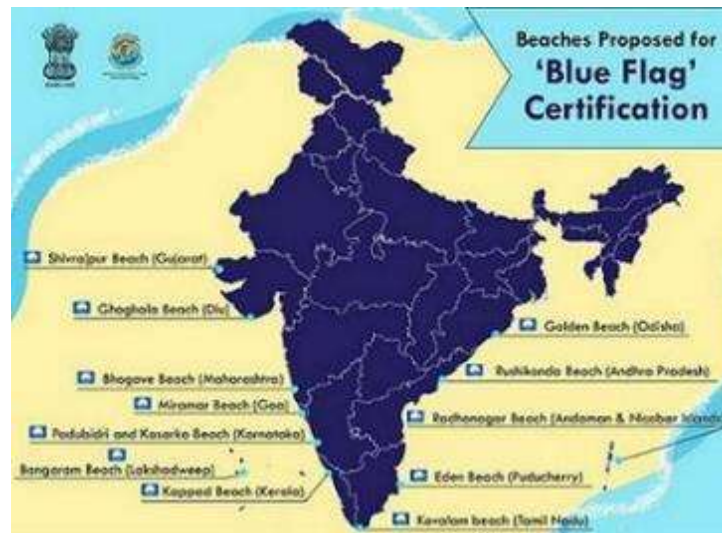 Beaches Proposed for
‘Blue Flag’
Certification
Shivrajpur Beach (Gujarat)
Ghoghala Beach (Diu)
Golden Beach (Odisha)
Rushikonda Beach (Andhra Pradesh)
Bhogave Beach (Maharashtra)
Miramar Beach (Goa)
Radhanagar Beach (Andaman & Nicobar Islands
Padubidri and Kasarko Beach (Karnataka)
Bangaram Beach (Lakshadweep)
Eden Beach (Puducherry)
Kappad Beach (Kerala)
Kovalam beach (Tamil Nadu)